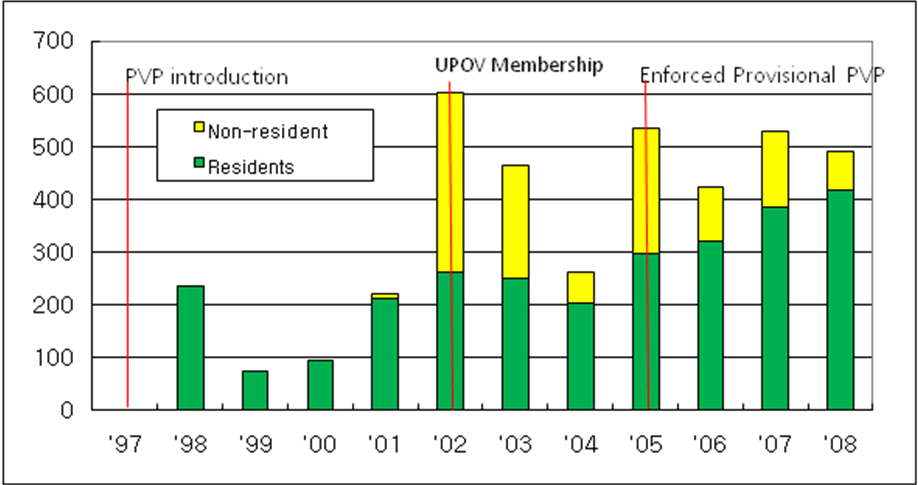 700
600
500
400
300
200
100
0
PVP introduction
UPOV Membership
Enforced Provisional PVP
Non-resident
Residents
'97 '98 '99 '00 '01 '02 '03 '04 '05 '06 '07 '08